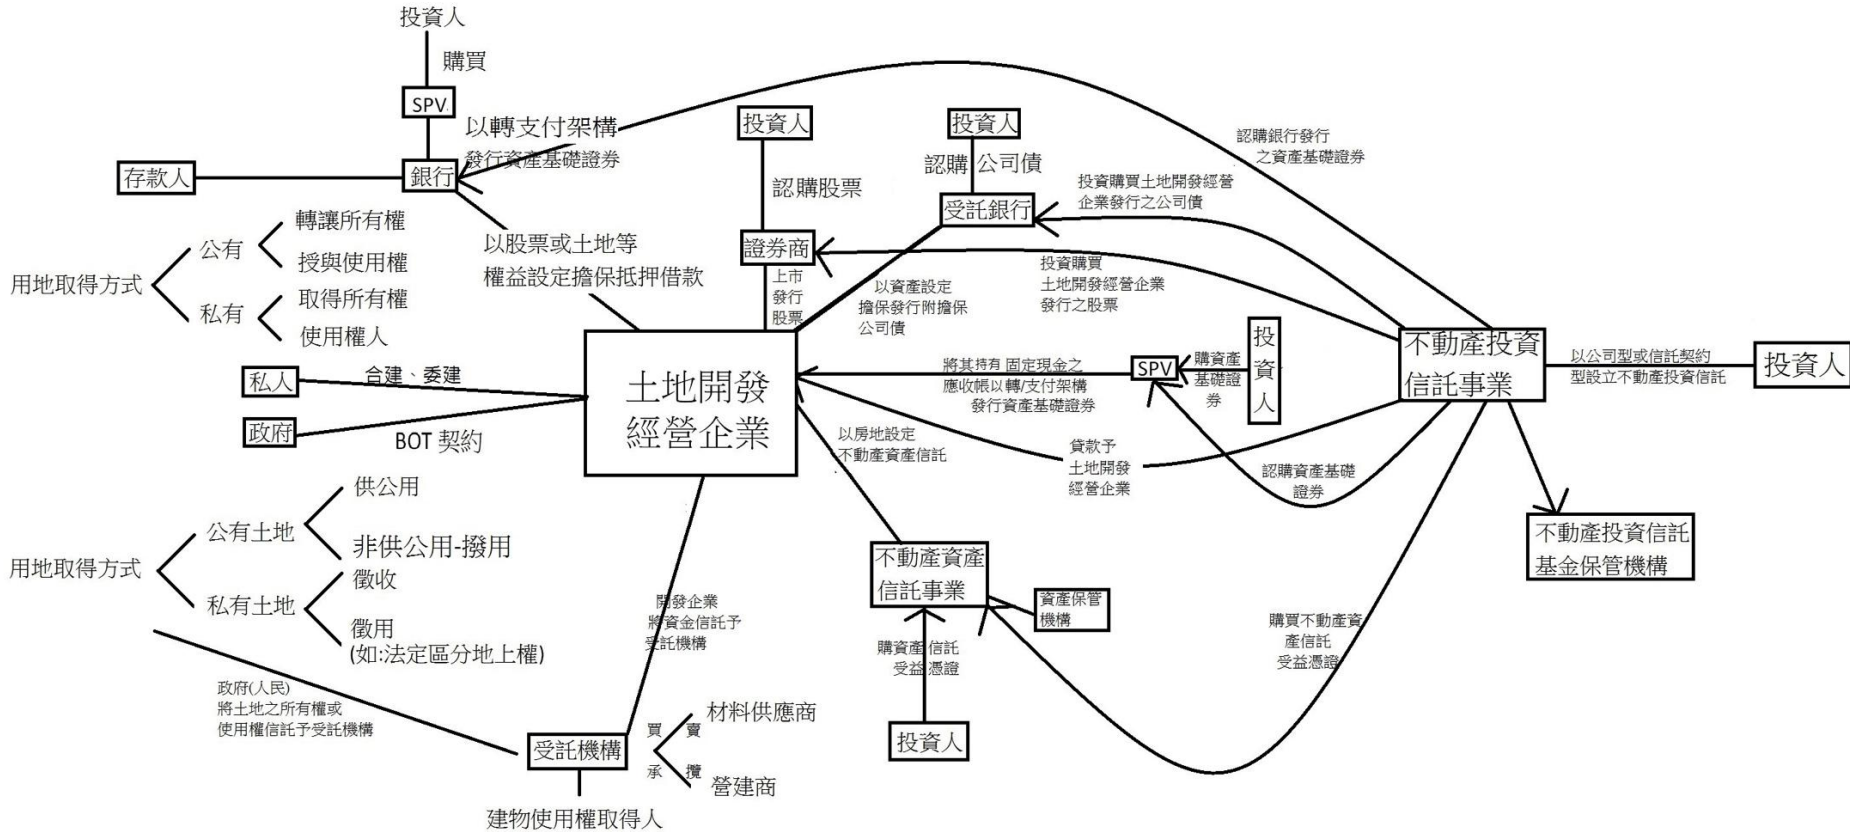 投資人
購買
SPV
以轉支付架構
發行資產基礎證券
存款人
銀行
投資人
認購股票
證券商
上市
發行
股票
投資人
認購 公司債
受託銀行
認購銀行發行
之資產基礎證券
投資購買土地開發經營
企業發行之公司債
投資購買
土地開發經營企業
發行之股票
以資產設定
擔保發行附擔保
公司債
以股票或土地等
權益設定擔保抵押借款
用地取得方式
公有
轉讓所有權
授與使用權
私有
取得所有權
使用權人
私人
合建、委建
政府
BOT 契約
土地開發
經營企業
將其持有 固定現金之
應收帳以轉/支付架構
發行資產基礎證券
SPV
購資產
基礎證
券
投
資
人
不動產投資
信託事業
以公司型或信託契約
型設立不動產投資信託
投資人
貸款予
土地開發
經營企業
認購資產基礎
證券
以房地設定
不動產資產信託
不動產投資信託
基金保管機構
用地取得方式
公有土地
供公用
非供公用-撥用
私有土地
徵收
徵用
(如:法定區分地上權)
不動產資產
信託事業
資產保管
機構
購資產信託
受益憑證
投資人
購買不動產資
產信託
受益憑證
開發企業
將資金信託予
受託機構
政府(人民)
將土地之所有權或
使用權信託予受託機構
受託機構
買 賣
承 攬
材料供應商
營建商
建物使用權取得人